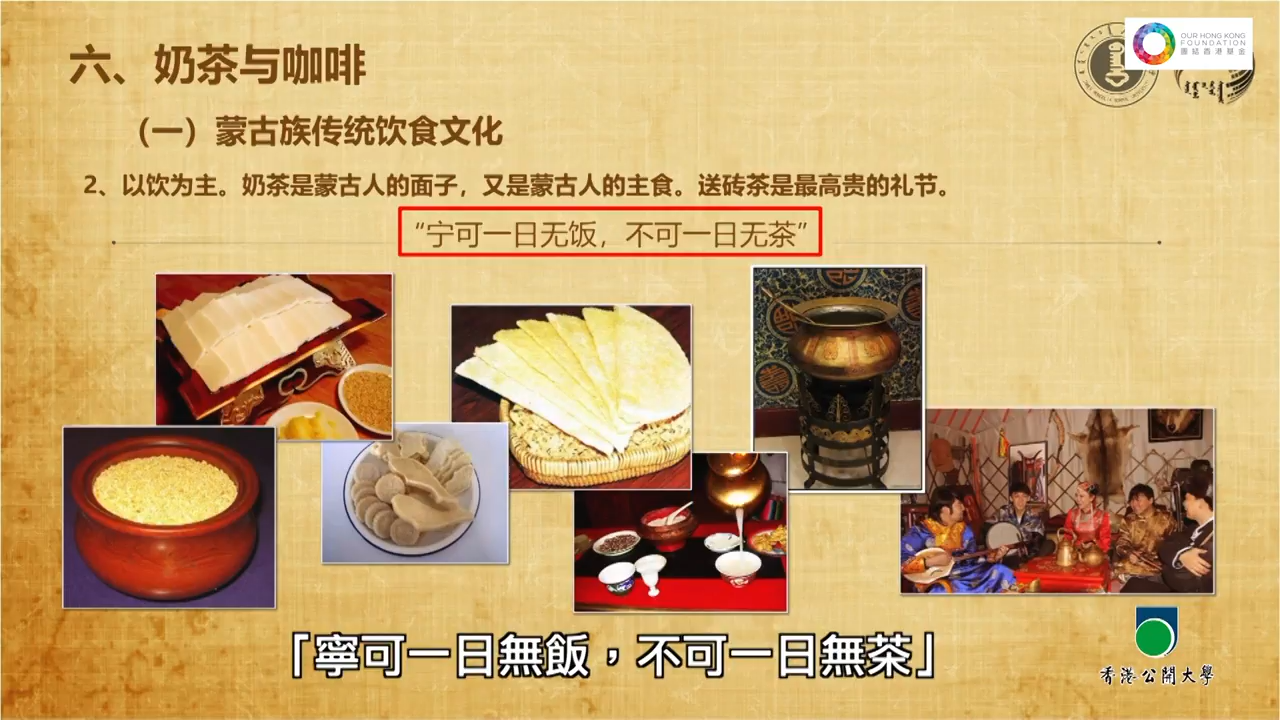 六、奶茶与咖啡
OUR HONG KONG
FOUNDATION
團結香港基金
（一）蒙古族传统饮食文化
2、以饮为主。奶茶是蒙古人的面子，又是蒙古人的主食。送砖茶是最高贵的礼节。
“宁可一日无饭，不可一日无茶”
「寧可一日無飯，不可一日無茶」
香港公開大學